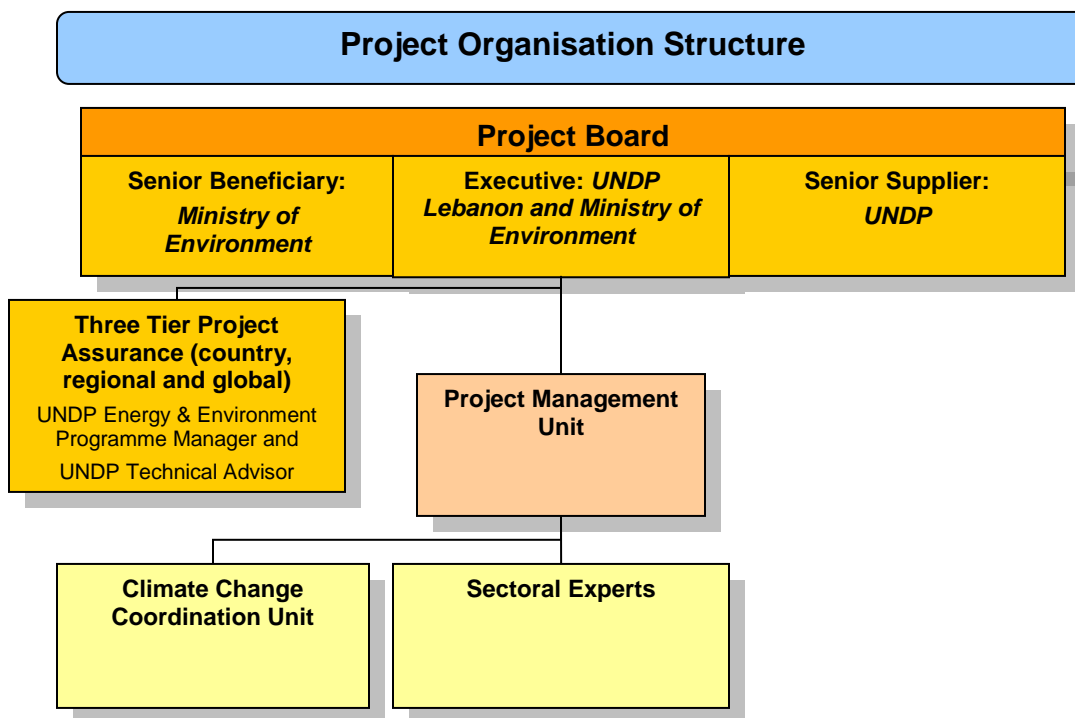 Project Organisation Structure
Project Board
Senior Beneficiary:
Ministry of
Environment
Executive: UNDP
Lebanon and Ministry of
Environment
Senior Supplier:
UNDP
Three Tier Project
Assurance (country,
regional and global)
UNDP Energy & Environment
Programme Manager and
UNDP Technical Advisor
Project Management
Unit
Climate Change
Coordination Unit
Sectoral Experts